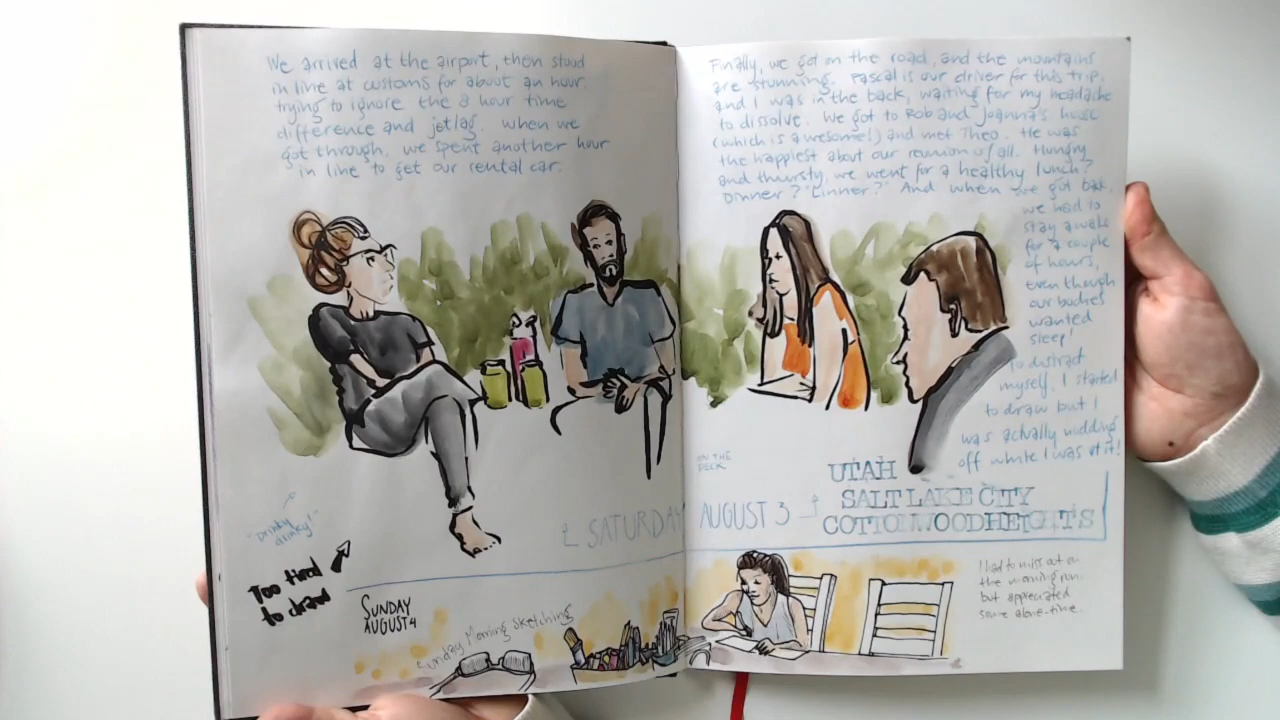 We arrived at the airport, then stood
in line at customs for about an hour
trying to ignore the 8 hour time
difference and jetlag. When we
got through, we spent another hour
in line to get our rental car.
"Drinky
drinky!"
Too tired
to draw
SATURDAY
SUNDAY
AUGUST 4
Sunday Morning Sketching
Finally, we got on the road, and the mountains
are stunning. Pascal is our driver for this trip,
and I was in the back, waiting for my headache
to dissolve. We got to Rob and Joanna's house
(which is awesome!) and met Theo. He was
the happiest about our reunion of all. Hungry
and thirsty, we went for a healthy lunch?
Dinner? "Linner?" And when we got back,
we had to
stay awake
for a couple
of hours,
even though
our bodies
wanted
sleep!
To distract
myself, I started
to draw but I
was actually nodding
off while I was at it!
ON THE
DECK
AUGUST 3
UTAH
SALT LAKE CITY
COTTONWOOD HEIGHTS
I had to miss out on
the morning run
but appreciated
some alone-time.